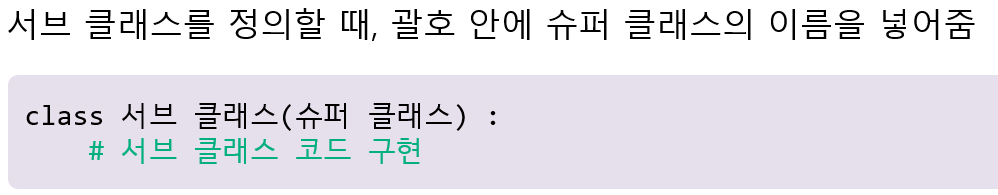 서브 클래스를 정의할 때, 괄호 안에 슈퍼 클래스의 이름을 넣어줌
class 서브 클래스(슈퍼 클래스) :
# 서브 클래스 코드 구현